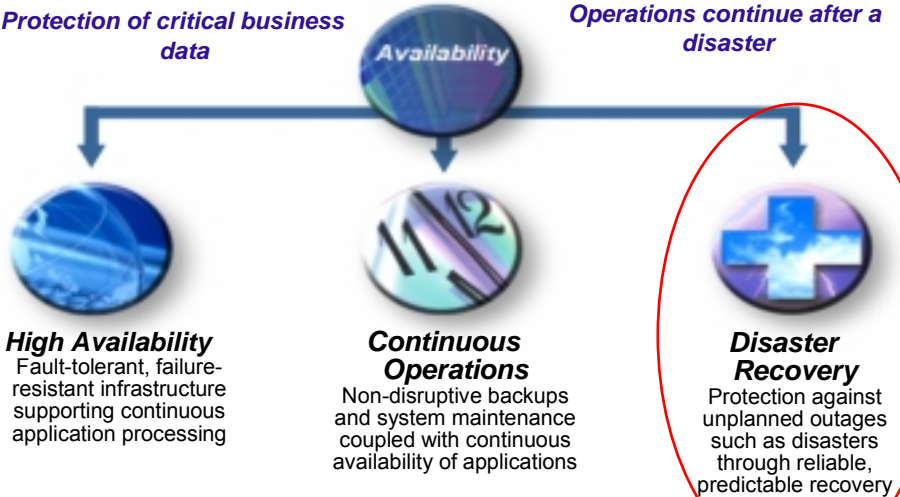 Protection of critical business
data
Operations continue after a
disaster
Availability
11 12
High Availability
Fault-tolerant, failure-
resistant infrastructure
supporting continuous
application processing
Continuous
Operations
Non-disruptive backups
and system maintenance
coupled with continuous
availability of applications
Disaster
Recovery
Protection against
unplanned outages
such as disasters
through reliable,
predictable recovery